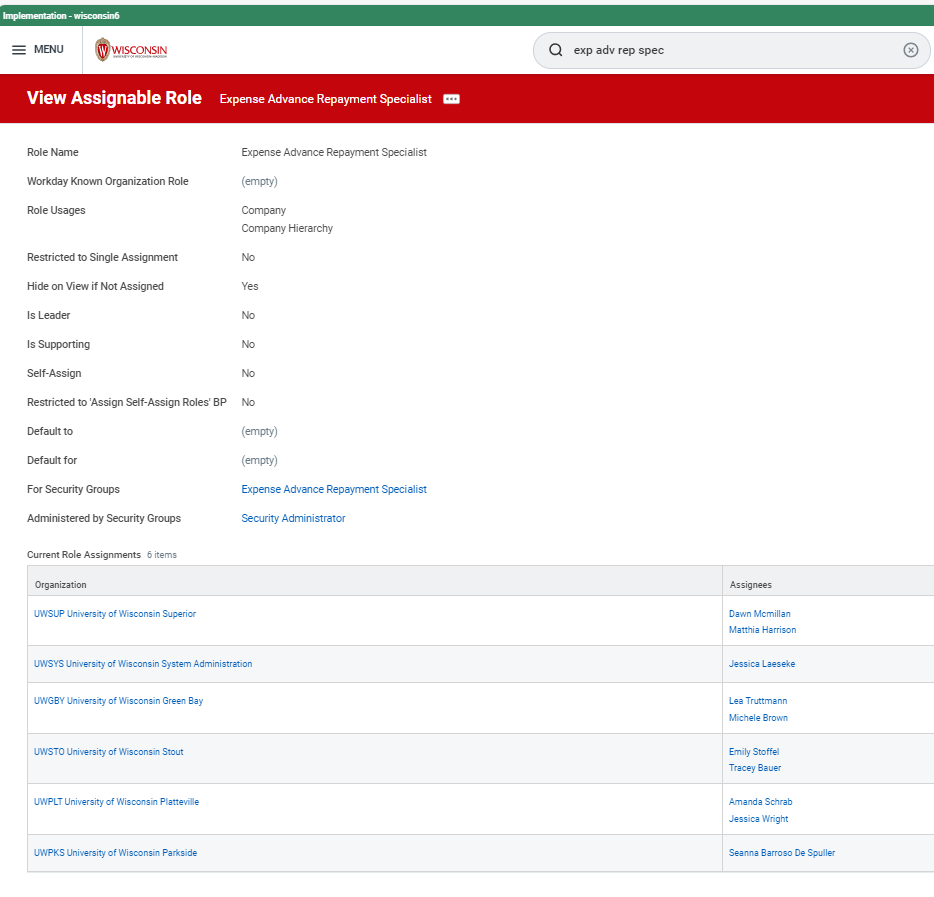 Implementation - wisconsin6
MENU
W WISCONSIN
UNIVERSITY OF WISCONSIN-MADISON
exp adv rep spec
View Assignable Role Expense Advance Repayment Specialist
Role Name Expense Advance Repayment Specialist
Workday Known Organization Role (empty)
Role Usages Company
Company Hierarchy
Restricted to Single Assignment No
Hide on View if Not Assigned Yes
Is Leader No
Is Supporting No
Self-Assign No
Restricted to 'Assign Self-Assign Roles' BP No
Default to (empty)
Default for (empty)
For Security Groups Expense Advance Repayment Specialist
Administered by Security Groups Security Administrator
Current Role Assignments 6 items
Organization Assignees
UWSUP University of Wisconsin Superior Dawn Mcmillan
Matthia Harrison
UWSYS University of Wisconsin System Administration Jessica Laeseke
UWGBY University of Wisconsin Green Bay Lea Truttmann
Michele Brown
UWSTO University of Wisconsin Stout Emily Stoffel
Tracey Bauer
UWPLT University of Wisconsin Platteville Amanda Schrab
Jessica Wright
UWPKS University of Wisconsin Parkside Seanna Barroso De Spuller